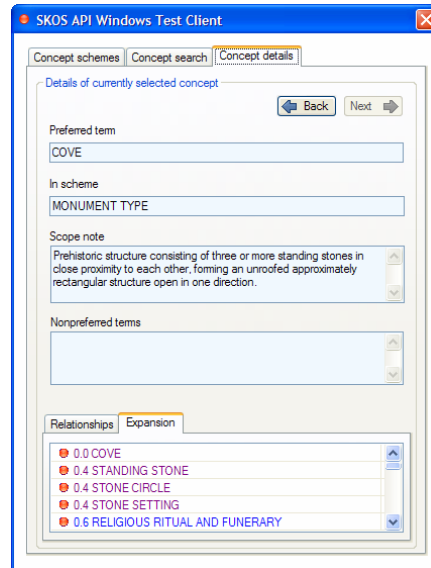 SKOS API Windows Test Client
Concept schemes Concept search Concept details
Details of currently selected concept
Back Next
Preferred term
COVE
In scheme
MONUMENT TYPE
Scope note
Prehistoric structure consisting of three or more standing stones in
close proximity to each other, forming an unroofed approximately
rectangular structure open in one direction.
Nonpreferred terms
Relationships Expansion
0.0 COVE
0.4 STANDING STONE
0.4 STONE CIRCLE
0.4 STONE SETTING
0.6 RELIGIOUS RITUAL AND FUNERARY